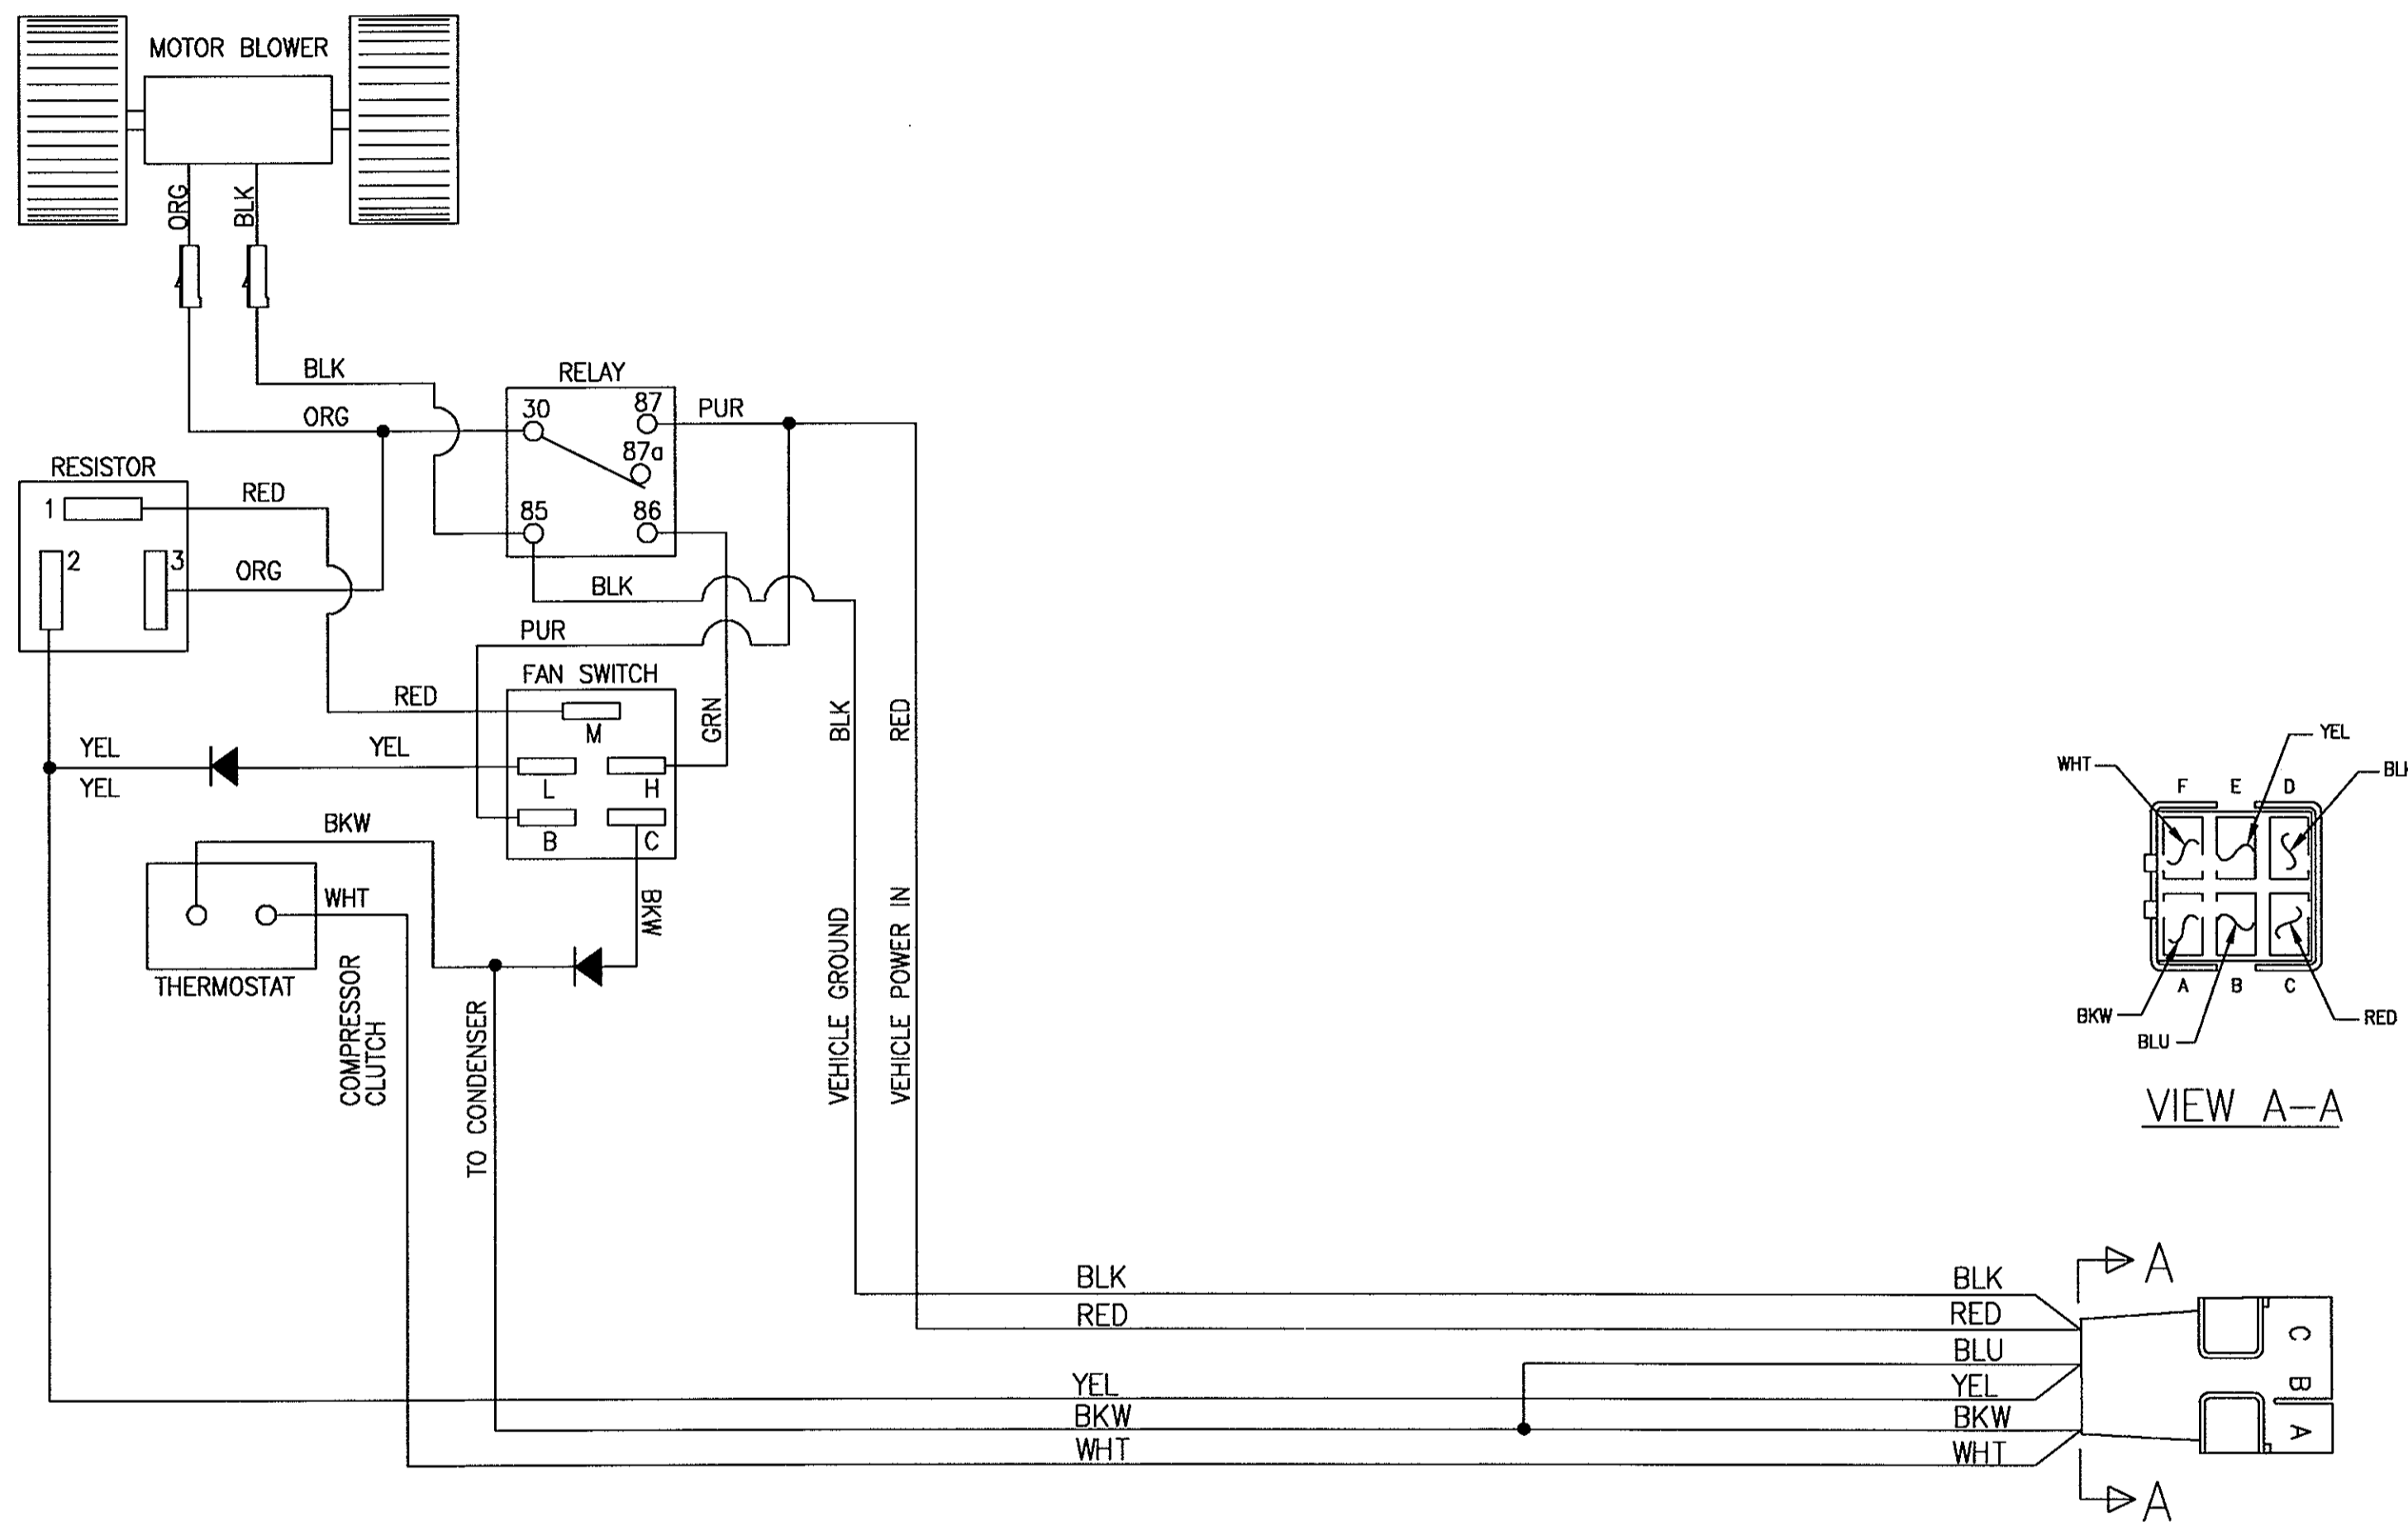 MOTOR BLOWER
ORG
BLK
BLK
ORG
RELAY
30
87
87a
85
86
PUR
RESISTOR
1
2
3
RED
ORG
BLK
PUR
FAN SWITCH
RED
M
L
H
B
C
GRN
BLK
RED
YEL
YEL
YEL
BKW
WHT
BKW
THERMOSTAT
COMPRESSOR
CLUTCH
TO CONDENSER
VEHICLE GROUND
VEHICLE POWER IN
YEL
WHT
BLK
F E D
A B C
BKW
BLU
RED
VIEW A-A
A
BLK
BLK
RED
RED
BLU
YEL
YEL
BKW
BKW
WHT
WHT
C
B
A
A